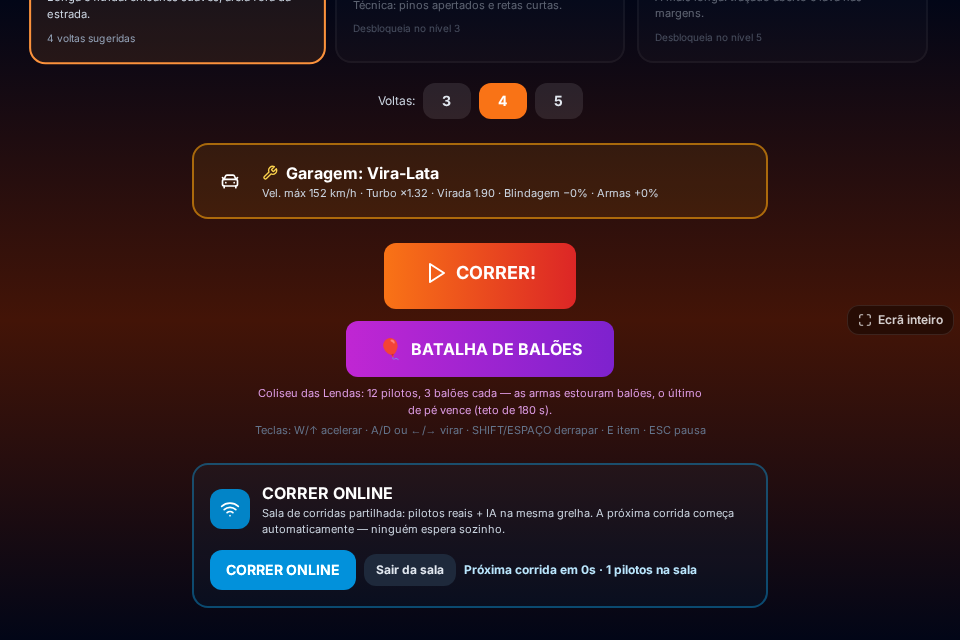 estrada.
4 voltas sugeridas
Técnica: pinos apertados e retas curtas.
Desbloqueia no nível 3
margens.
Desbloqueia no nível 5
Voltas: 3 4 5
Garagem: Vira-Lata
Vel. máx 152 km/h · Turbo ×1.32 · Virada 1.90 · Blindagem −0% · Armas +0%
CORRER!
Ecrã inteiro
BATALHA DE BALÕES
Coliseu das Lendas: 12 pilotos, 3 balões cada — as armas estouram balões, o último
de pé vence (teto de 180 s).
Teclas: W/↑ acelerar · A/D ou ←/→ virar · SHIFT/ESPAÇO derrapar · E item · ESC pausa
CORRER ONLINE
Sala de corridas partilhada: pilotos reais + IA na mesma grelha. A próxima corrida começa
automaticamente — ninguém espera sozinho.
CORRER ONLINE
Sair da sala
Próxima corrida em 0s · 1 pilotos na sala